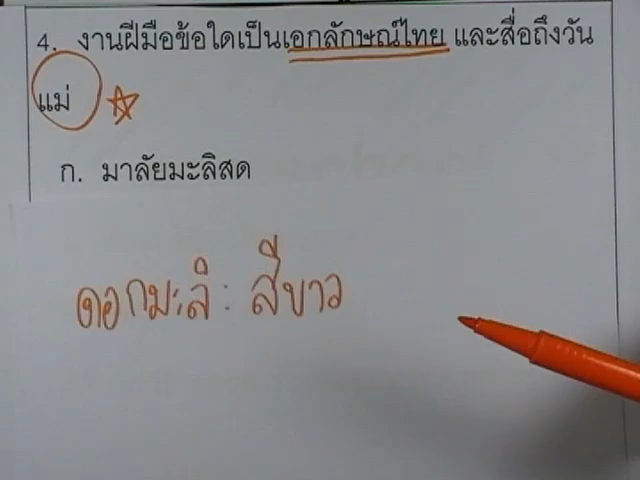 4. งานฝีมือข้อใดเป็นเอกลักษณ์ไทย และสื่อถึงวัน
แม่
ก. มาลัยมะลิสด
ดอกมะลิ: สีขาว